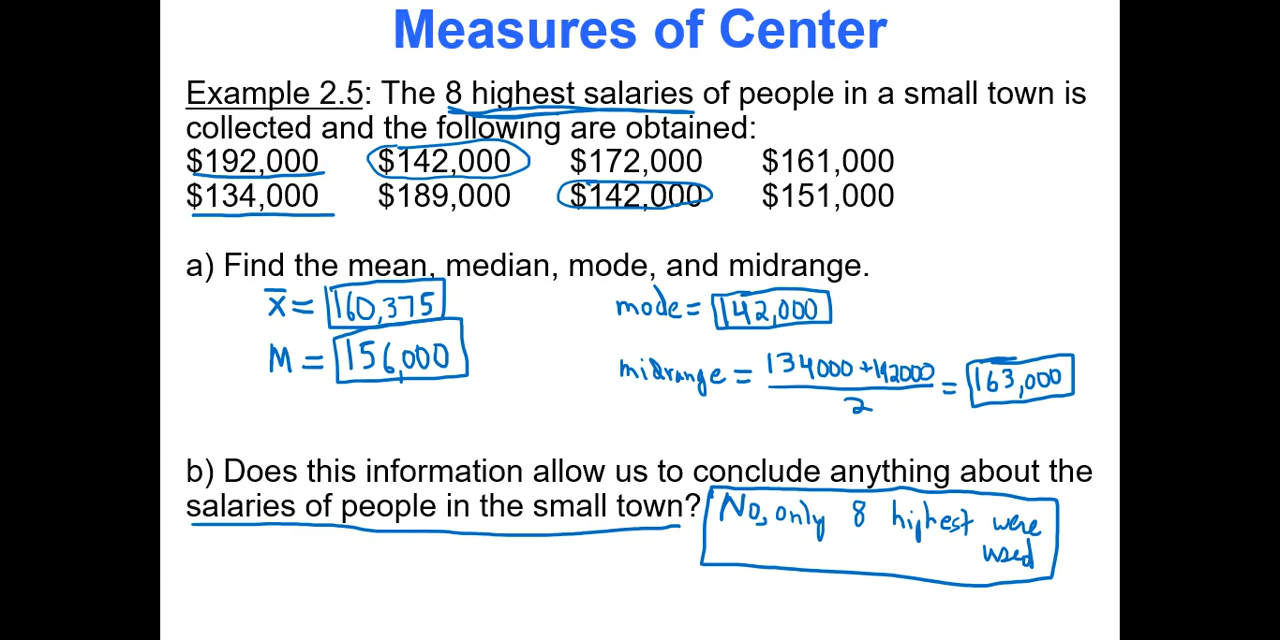 Measures of Center
Example 2.5: The 8 highest salaries of people in a small town is
collected and the following are obtained:
$192,000 $142,000 $172,000 $161,000
$134,000 $189,000 $142,000 $151,000
a) Find the mean, median, mode, and midrange.
x̄ = 160,375
mode = 142,000
M = 156,000
midrange = 134000 + 192000 / 2 = 163,000
b) Does this information allow us to conclude anything about the
salaries of people in the small town? No, only 8 highest were
used